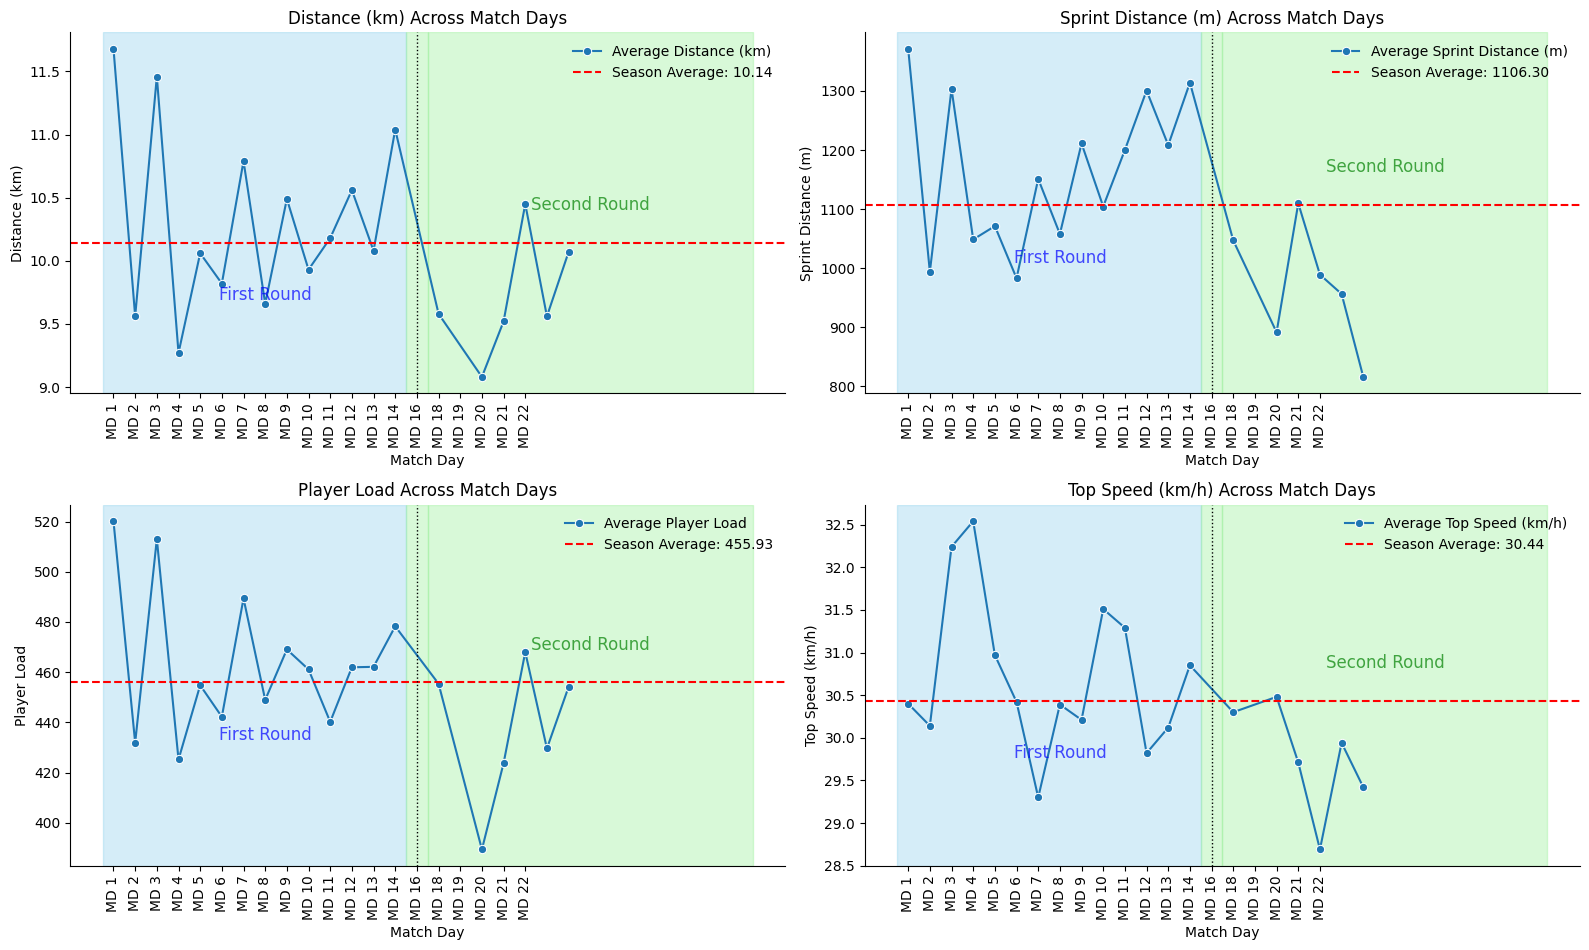 Distance (km) Across Match Days
Average Distance (km)
Season Average: 10.14
Second Round
First Round
Distance (km)
11.5
11.0
10.5
10.0
9.5
9.0
MD 1
MD 2
MD 3
MD 4
MD 5
MD 6
MD 7
MD 8
MD 9
MD 10
MD 11
MD 12
MD 13
MD 14
MD 16
MD 18
MD 19
MD 20
MD 21
MD 22
Match Day
Sprint Distance (m) Across Match Days
Average Sprint Distance (m)
Season Average: 1106.30
Second Round
First Round
Sprint Distance (m)
1300
1200
1100
1000
900
800
MD 1
MD 2
MD 3
MD 4
MD 5
MD 6
MD 7
MD 8
MD 9
MD 10
MD 11
MD 12
MD 13
MD 14
MD 16
MD 18
MD 19
MD 20
MD 21
MD 22
Match Day
Player Load Across Match Days
Average Player Load
Season Average: 455.93
Second Round
First Round
Player Load
520
500
480
460
440
420
400
MD 1
MD 2
MD 3
MD 4
MD 5
MD 6
MD 7
MD 8
MD 9
MD 10
MD 11
MD 12
MD 13
MD 14
MD 16
MD 18
MD 19
MD 20
MD 21
MD 22
Match Day
Top Speed (km/h) Across Match Days
Average Top Speed (km/h)
Season Average: 30.44
Second Round
First Round
Top Speed (km/h)
32.5
32.0
31.5
31.0
30.5
30.0
29.5
29.0
28.5
MD 1
MD 2
MD 3
MD 4
MD 5
MD 6
MD 7
MD 8
MD 9
MD 10
MD 11
MD 12
MD 13
MD 14
MD 16
MD 18
MD 19
MD 20
MD 21
MD 22
Match Day